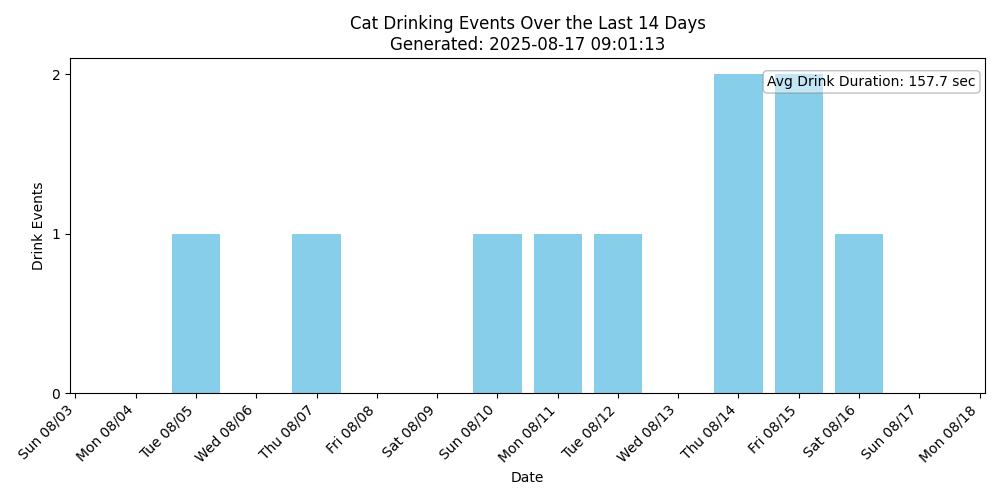 Cat Drinking Events Over the Last 14 Days
Generated: 2025-08-17 09:01:13
Avg Drink Duration: 157.7 sec
Drink Events
2
1
0
Sun 08/03
Mon 08/04
Tue 08/05
Wed 08/06
Thu 08/07
Fri 08/08
Sat 08/09
Sun 08/10
Mon 08/11
Tue 08/12
Wed 08/13
Thu 08/14
Fri 08/15
Sat 08/16
Sun 08/17
Mon 08/18
Date